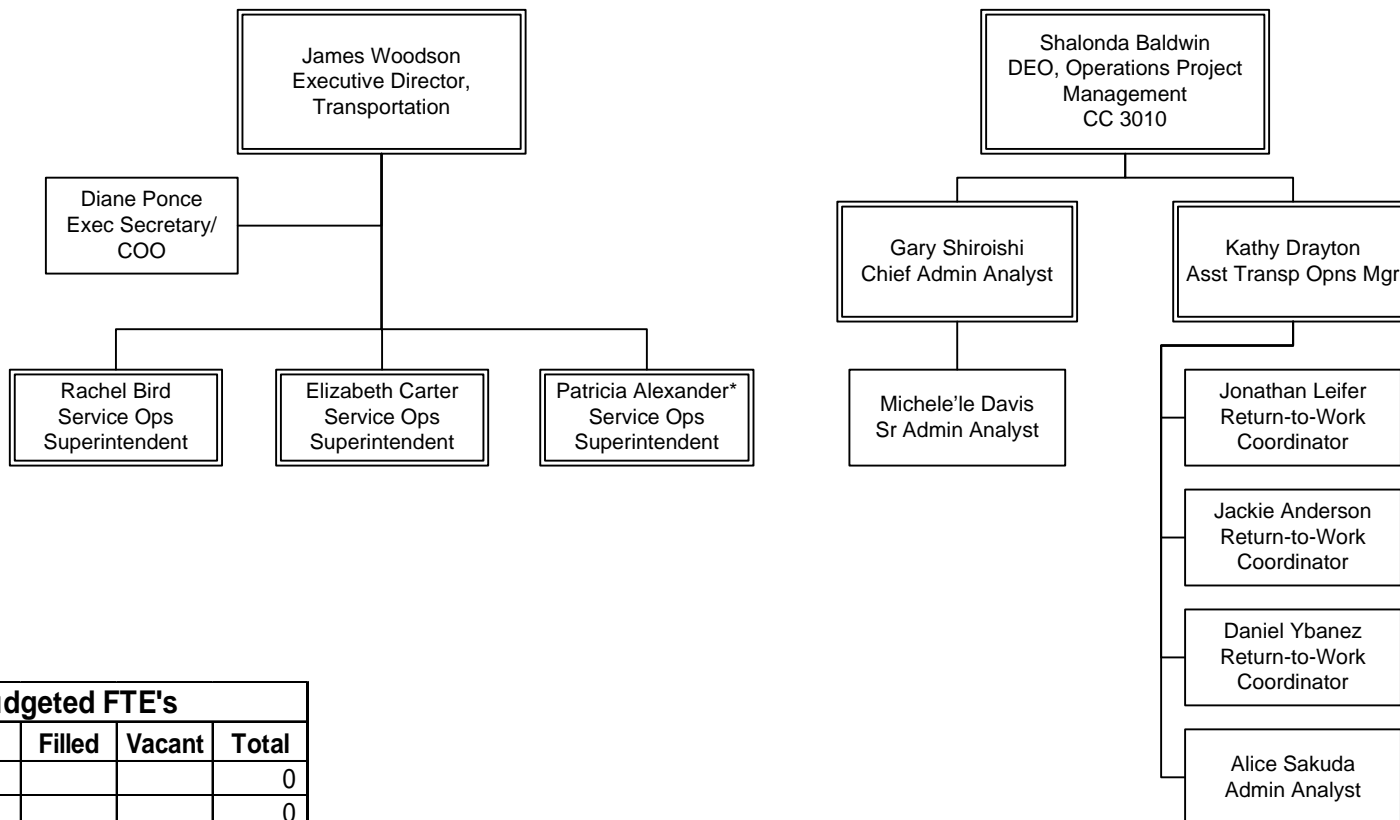 James Woodson
Executive Director,
Transportation
Shalonda Baldwin
DEO, Operations Project
Management
CC 3010
Diane Ponce
Exec Secretary/
COO
Gary Shiroishi
Chief Admin Analyst
Kathy Drayton
Asst Transp Opns Mgr
Rachel Bird
Service Ops
Superintendent
Elizabeth Carter
Service Ops
Superintendent
Patricia Alexander*
Service Ops
Superintendent
Michele’le Davis
Sr Admin Analyst
Jonathan Leifer
Return-to-Work
Coordinator
Jackie Anderson
Return-to-Work
Coordinator
Daniel Ybanez
Return-to-Work
Coordinator
Alice Sakuda
Admin Analyst
dgeted FTE's
Filled Vacant Total
0
0